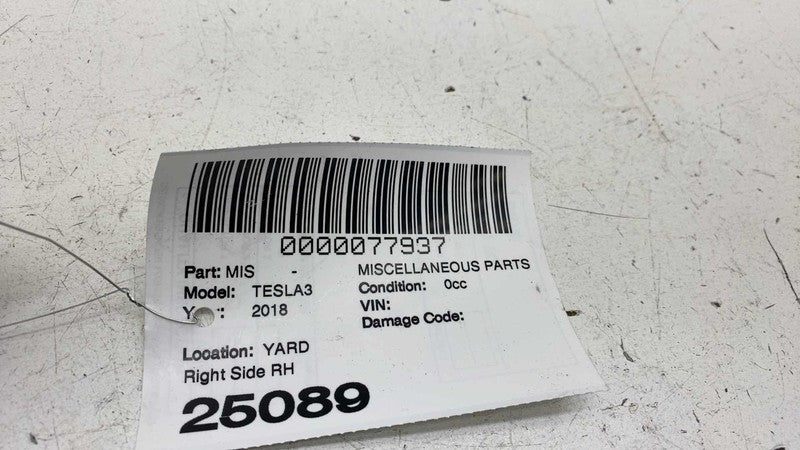 0000077937
Part: MIS - MISCELLANEOUS PARTS
Model: TESLA3 Condition: 0cc
2018 VIN:
Damage Code:
Location: YARD
Right Side RH
25089